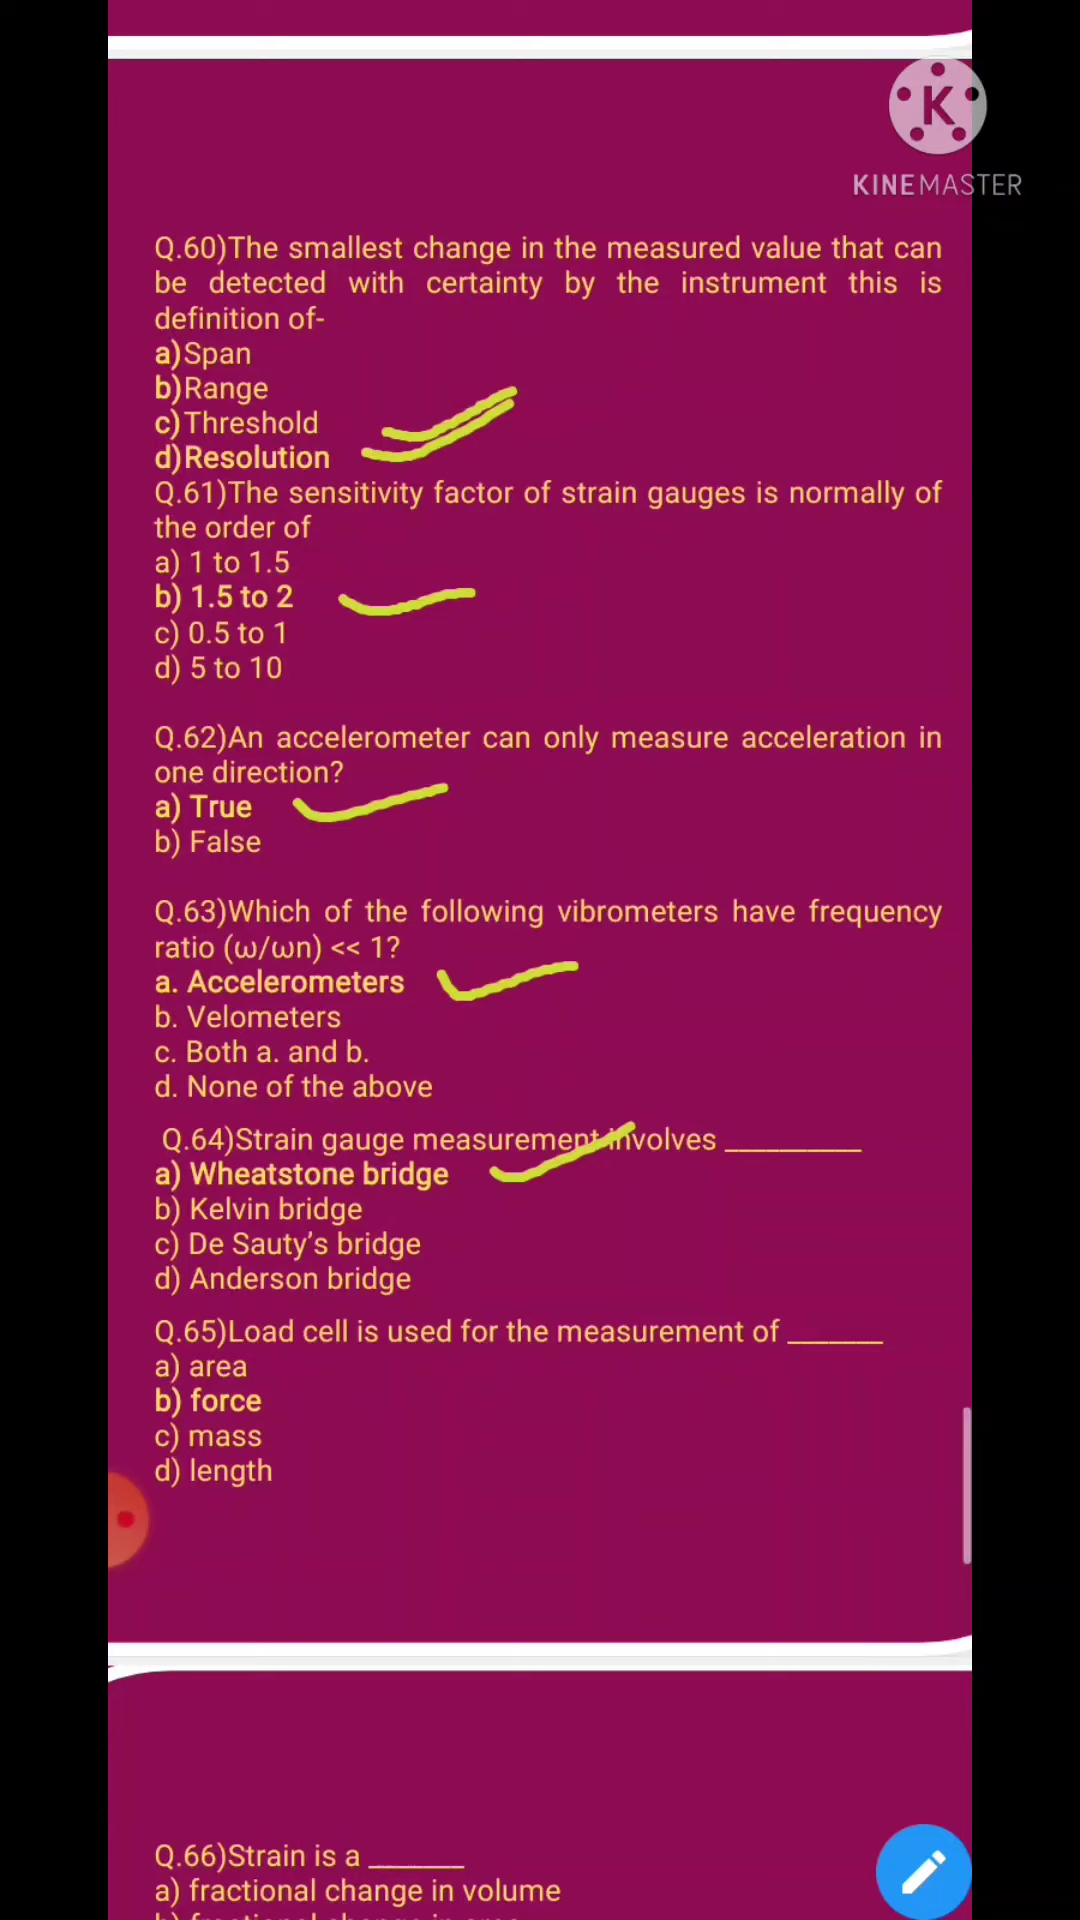 K
KINEMASTER
Q.60)The smallest change in the measured value that can
be detected with certainty by the instrument this is
definition of-
a)Span
b)Range
c)Threshold
d)Resolution
Q.61)The sensitivity factor of strain gauges is normally of
the order of
a) 1 to 1.5
b) 1.5 to 2
c) 0.5 to 1
d) 5 to 10
Q.62)An accelerometer can only measure acceleration in
one direction?
a) True
b) False
Q.63)Which of the following vibrometers have frequency
ratio (ω/ωn) << 1?
a. Accelerometers
b. Velometers
c. Both a. and b.
d. None of the above
Q.64)Strain gauge measurement involves __________
a) Wheatstone bridge
b) Kelvin bridge
c) De Sauty’s bridge
d) Anderson bridge
Q.65)Load cell is used for the measurement of _______
a) area
b) force
c) mass
d) length
Q.66)Strain is a _______
a) fractional change in volume